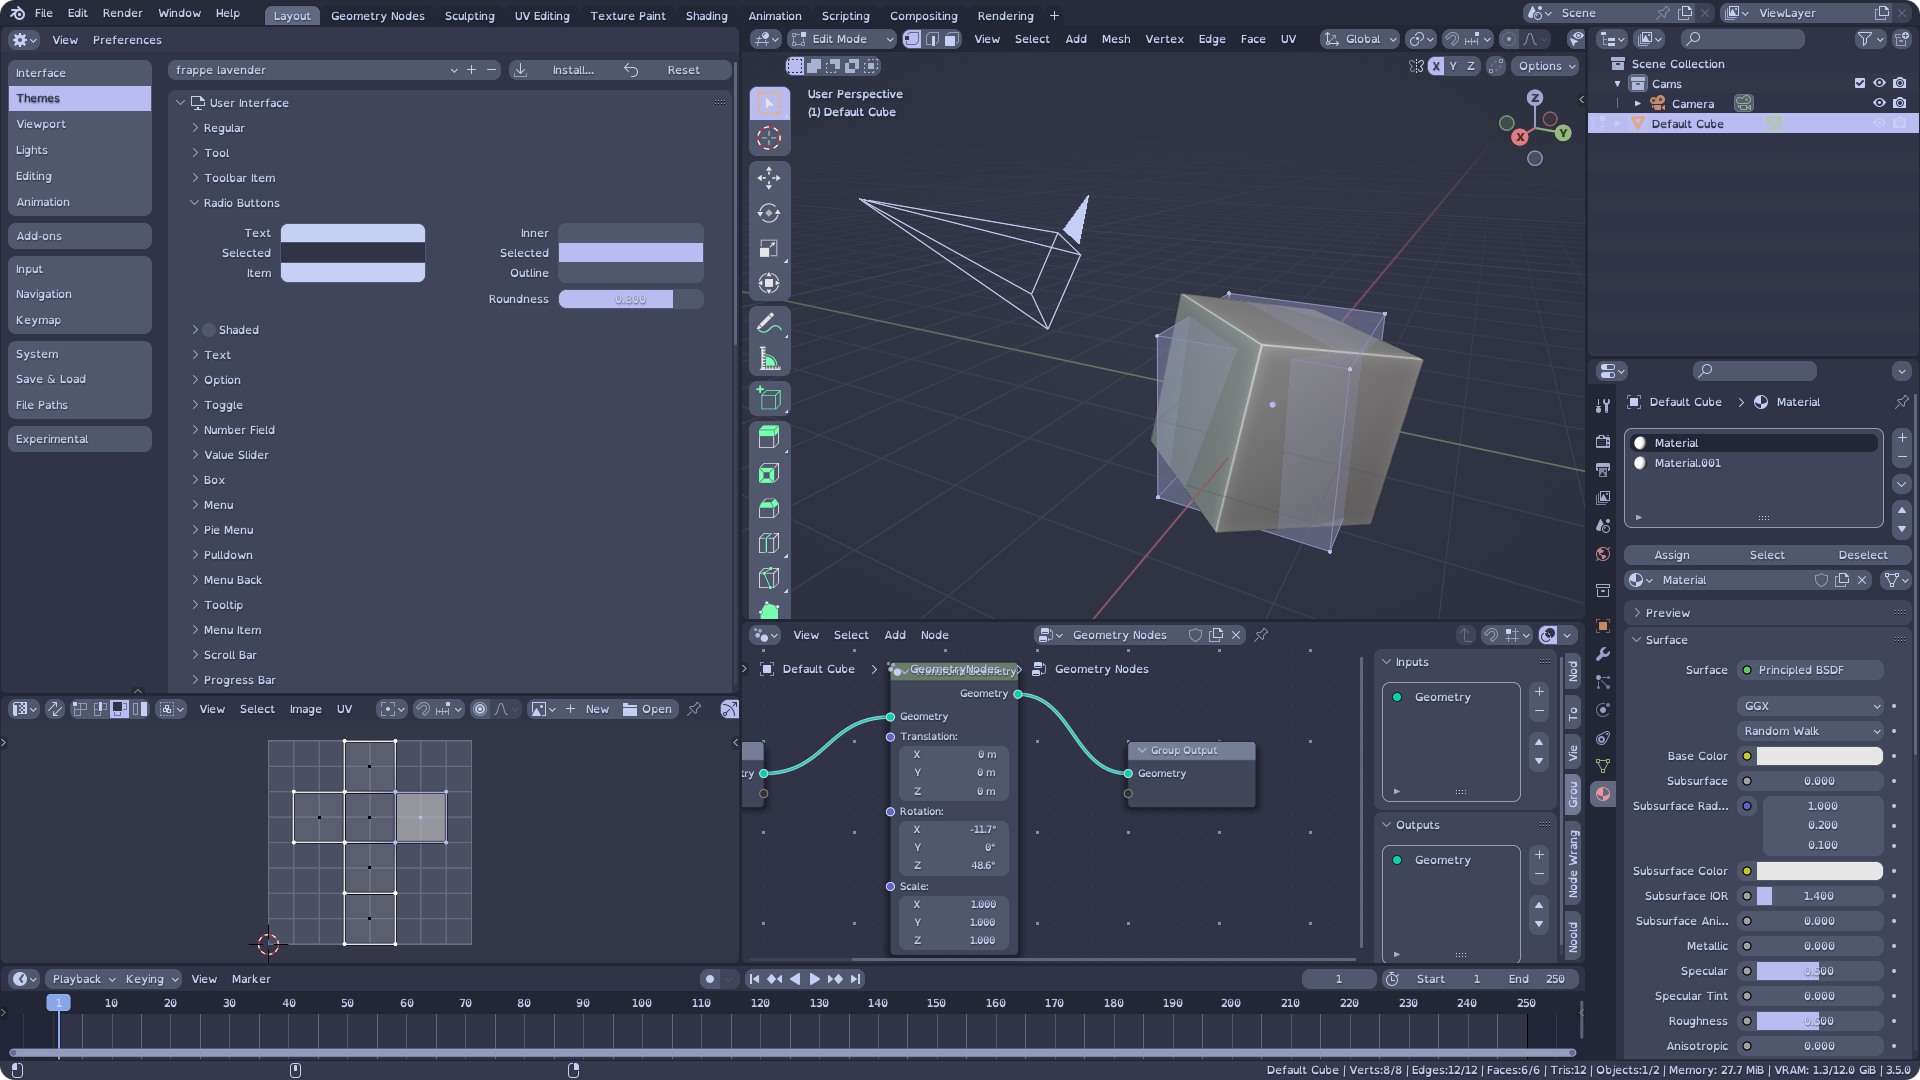 File Edit Render Window Help
Layout Geometry Nodes Sculpting UV Editing Texture Paint Shading Animation Scripting Compositing Rendering +
Scene
ViewLayer
View Preferences
Interface
Themes
Viewport
Lights
Editing
Animation
Add-ons
Input
Navigation
Keymap
System
Save & Load
File Paths
Experimental
frappe lavender
Install...
Reset
User Interface
Regular
Tool
Toolbar Item
Radio Buttons
Text
Selected
Item
Inner
Selected
Outline
Roundness 0.800
Shaded
Text
Option
Toggle
Number Field
Value Slider
Box
Menu
Pie Menu
Pulldown
Menu Back
Tooltip
Menu Item
Scroll Bar
Progress Bar
Edit Mode
View Select Add Mesh Vertex Edge Face UV
Global
X Y Z
Options
User Perspective
(1) Default Cube
Z
X
Y
Scene Collection
Cams
Camera
Default Cube
Default Cube > Material
Material
Material.001
Assign Select Deselect
Material
Preview
Surface
Surface Principled BSDF
GGX
Random Walk
Base Color
Subsurface 0.000
Subsurface Rad... 1.000
0.200
0.100
Subsurface Color
Subsurface IOR 1.400
Subsurface Ani... 0.000
Metallic 0.000
Specular 0.500
Specular Tint 0.000
Roughness 0.500
Anisotropic 0.000
View Select Add Node
Geometry Nodes
Default Cube > GeometryNodes > Geometry Nodes
Geometry
Geometry
Translation:
X 0 m
Y 0 m
Z 0 m
Rotation:
X -11.7°
Y 0°
Z 48.6°
Scale:
X 1.000
Y 1.000
Z 1.000
try
Group Output
Geometry
Inputs
Geometry
Outputs
Geometry
Nod
To
Vie
Grou
Node Wrang
Noold
View Select Image UV
New
Open
Playback Keying View Marker
1
Start 1
End 250
1 10 20 30 40 50 60 70 80 90 100 110 120 130 140 150 160 170 180 190 200 210 220 230 240 250
Default Cube | Verts:8/8 | Edges:12/12 | Faces:6/6 | Tris:12 | Objects:1/2 | Memory: 27.7 MiB | VRAM: 1.3/12.0 GiB | 3.5.0